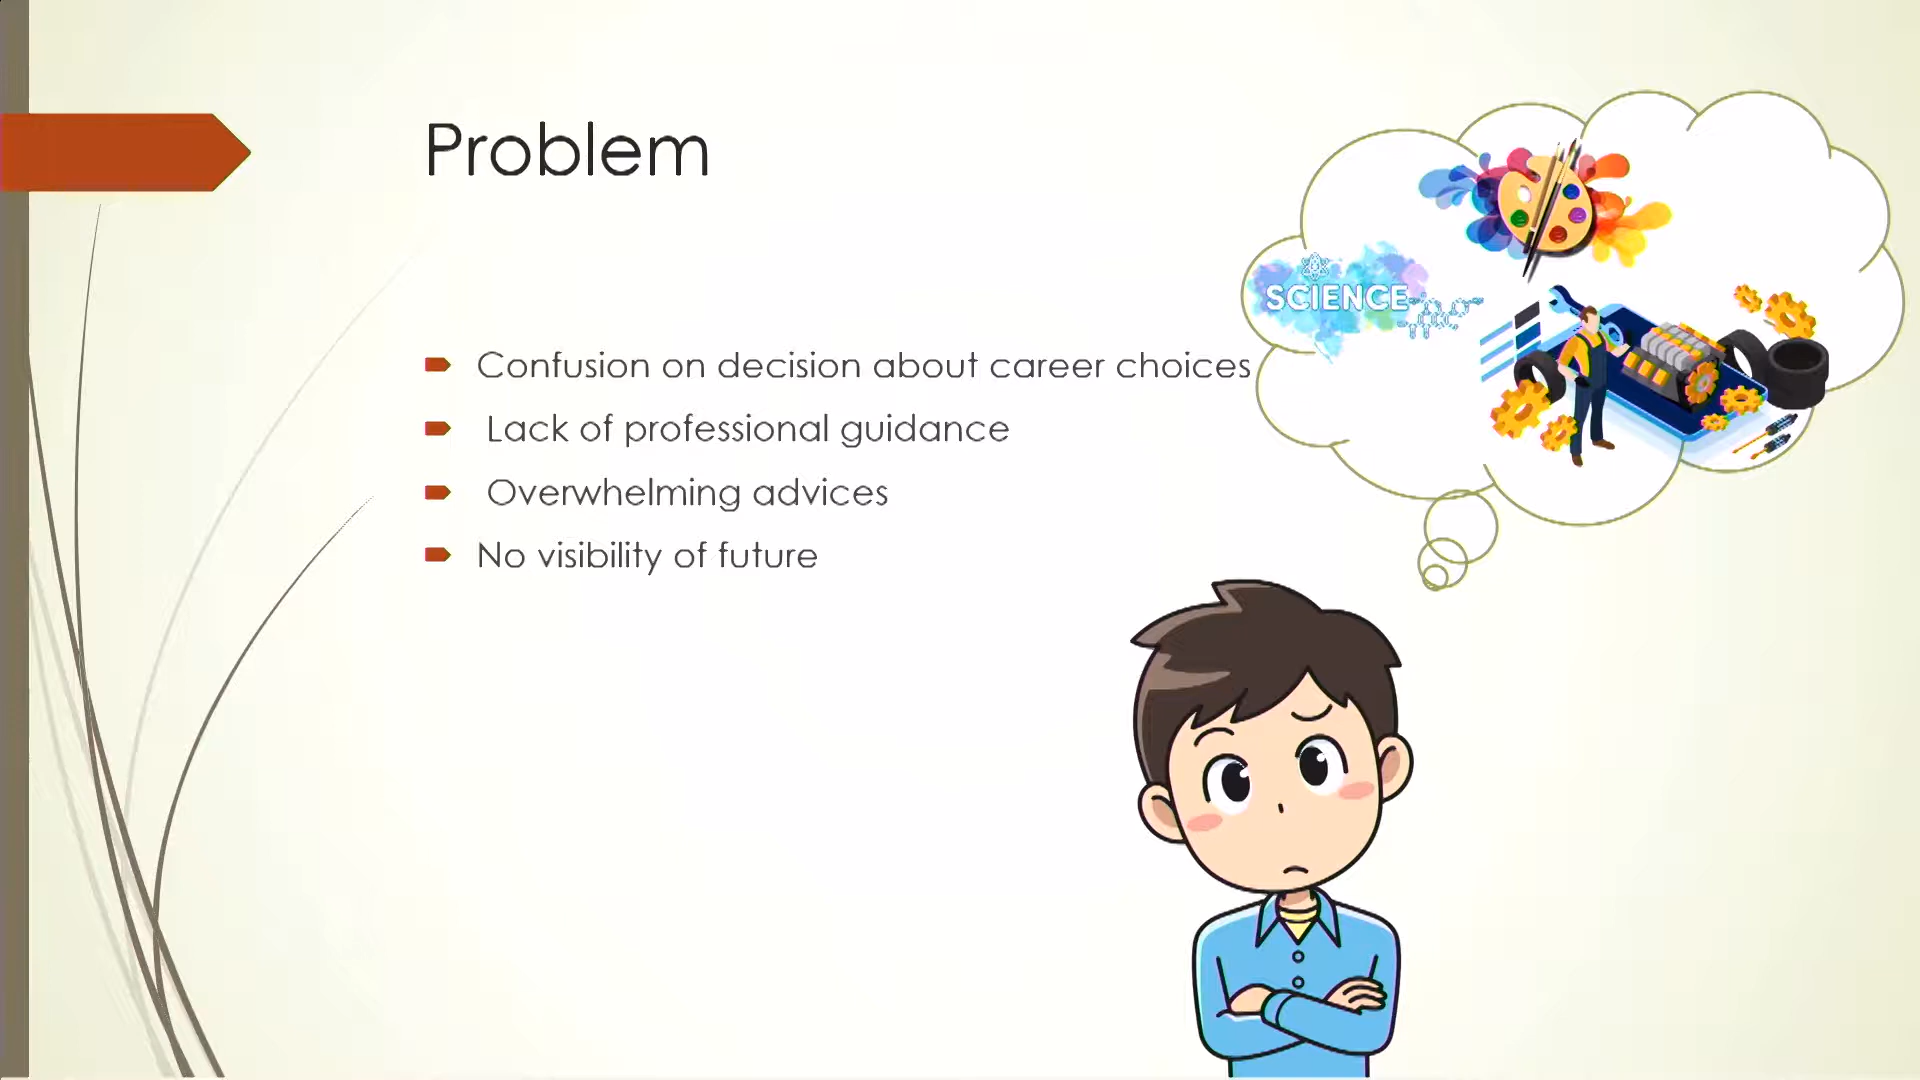 Problem
SCIENCE
Confusion on decision about career choices
Lack of professional guidance
Overwhelming advices
No visibility of future